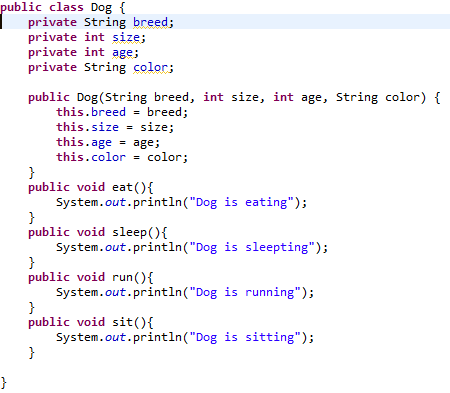 public class Dog {
    private String breed;
    private int size;
    private int age;
    private String color;

    public Dog(String breed, int size, int age, String color) {
        this.breed = breed;
        this.size = size;
        this.age = age;
        this.color = color;
    }
    public void eat(){
        System.out.println("Dog is eating");
    }
    public void sleep(){
        System.out.println("Dog is sleepting");
    }
    public void run(){
        System.out.println("Dog is running");
    }
    public void sit(){
        System.out.println("Dog is sitting");
    }

}